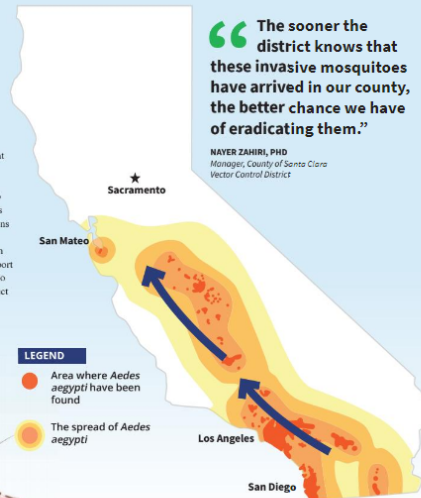 “ The sooner the
district knows that
these invasive mosquitoes
have arrived in our county,
the better chance we have
of eradicating them.”
NAYER ZAHIRI, PHD
Manager, County of Santa Clara
Vector Control District
Sacramento
San Mateo
LEGEND
Area where Aedes
aegypti have been
found
The spread of Aedes
aegypti
Los Angeles
San Diego